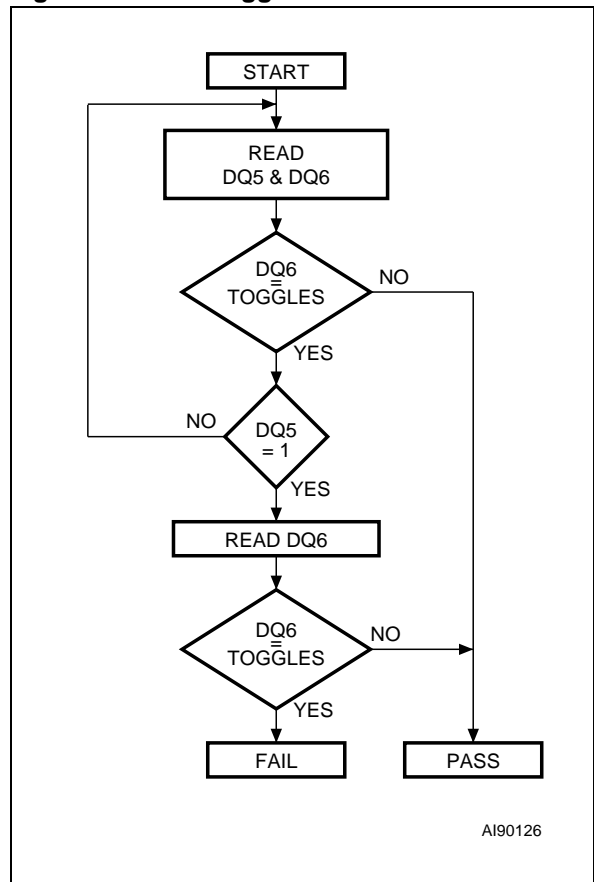 START
READ
DQ5 & DQ6
DQ6
=
TOGGLES
NO
YES
NO
DQ5
= 1
YES
READ DQ6
DQ6
=
TOGGLES
NO
YES
FAIL
PASS
AI90126